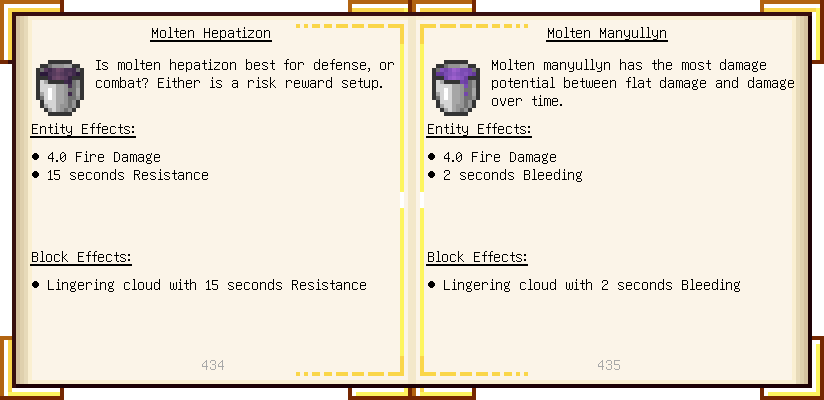 Molten Hepatizon
Is molten hepatizon best for defense, or
combat? Either is a risk reward setup.
Entity Effects:
● 4.0 Fire Damage
● 15 seconds Resistance
Block Effects:
● Lingering cloud with 15 seconds Resistance
434
Molten Manyullyn
Molten manyullyn has the most damage
potential between flat damage and damage
over time.
Entity Effects:
● 4.0 Fire Damage
● 2 seconds Bleeding
Block Effects:
● Lingering cloud with 2 seconds Bleeding
435